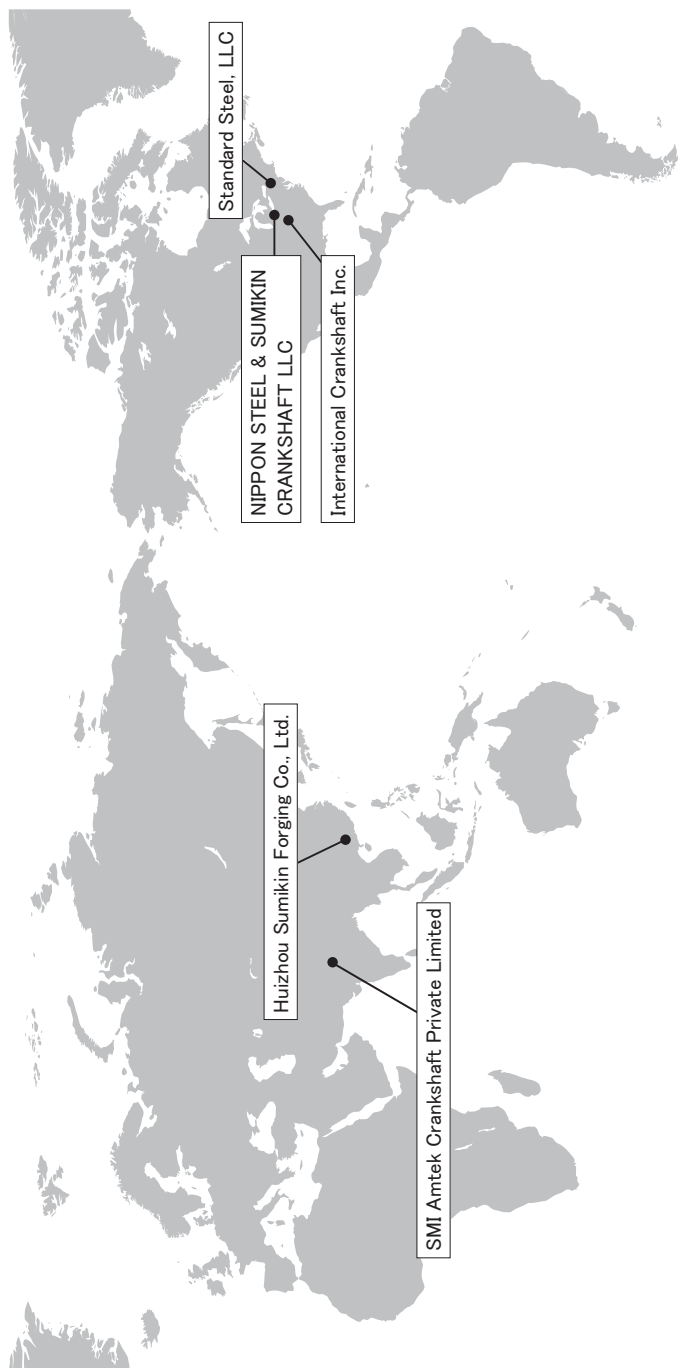 Standard Steel, LLC
NIPPON STEEL & SUMIKIN
CRANKSHAFT LLC
International Crankshaft Inc.
Huizhou Sumikin Forging Co., Ltd.
SMI Amtek Crankshaft Private Limited